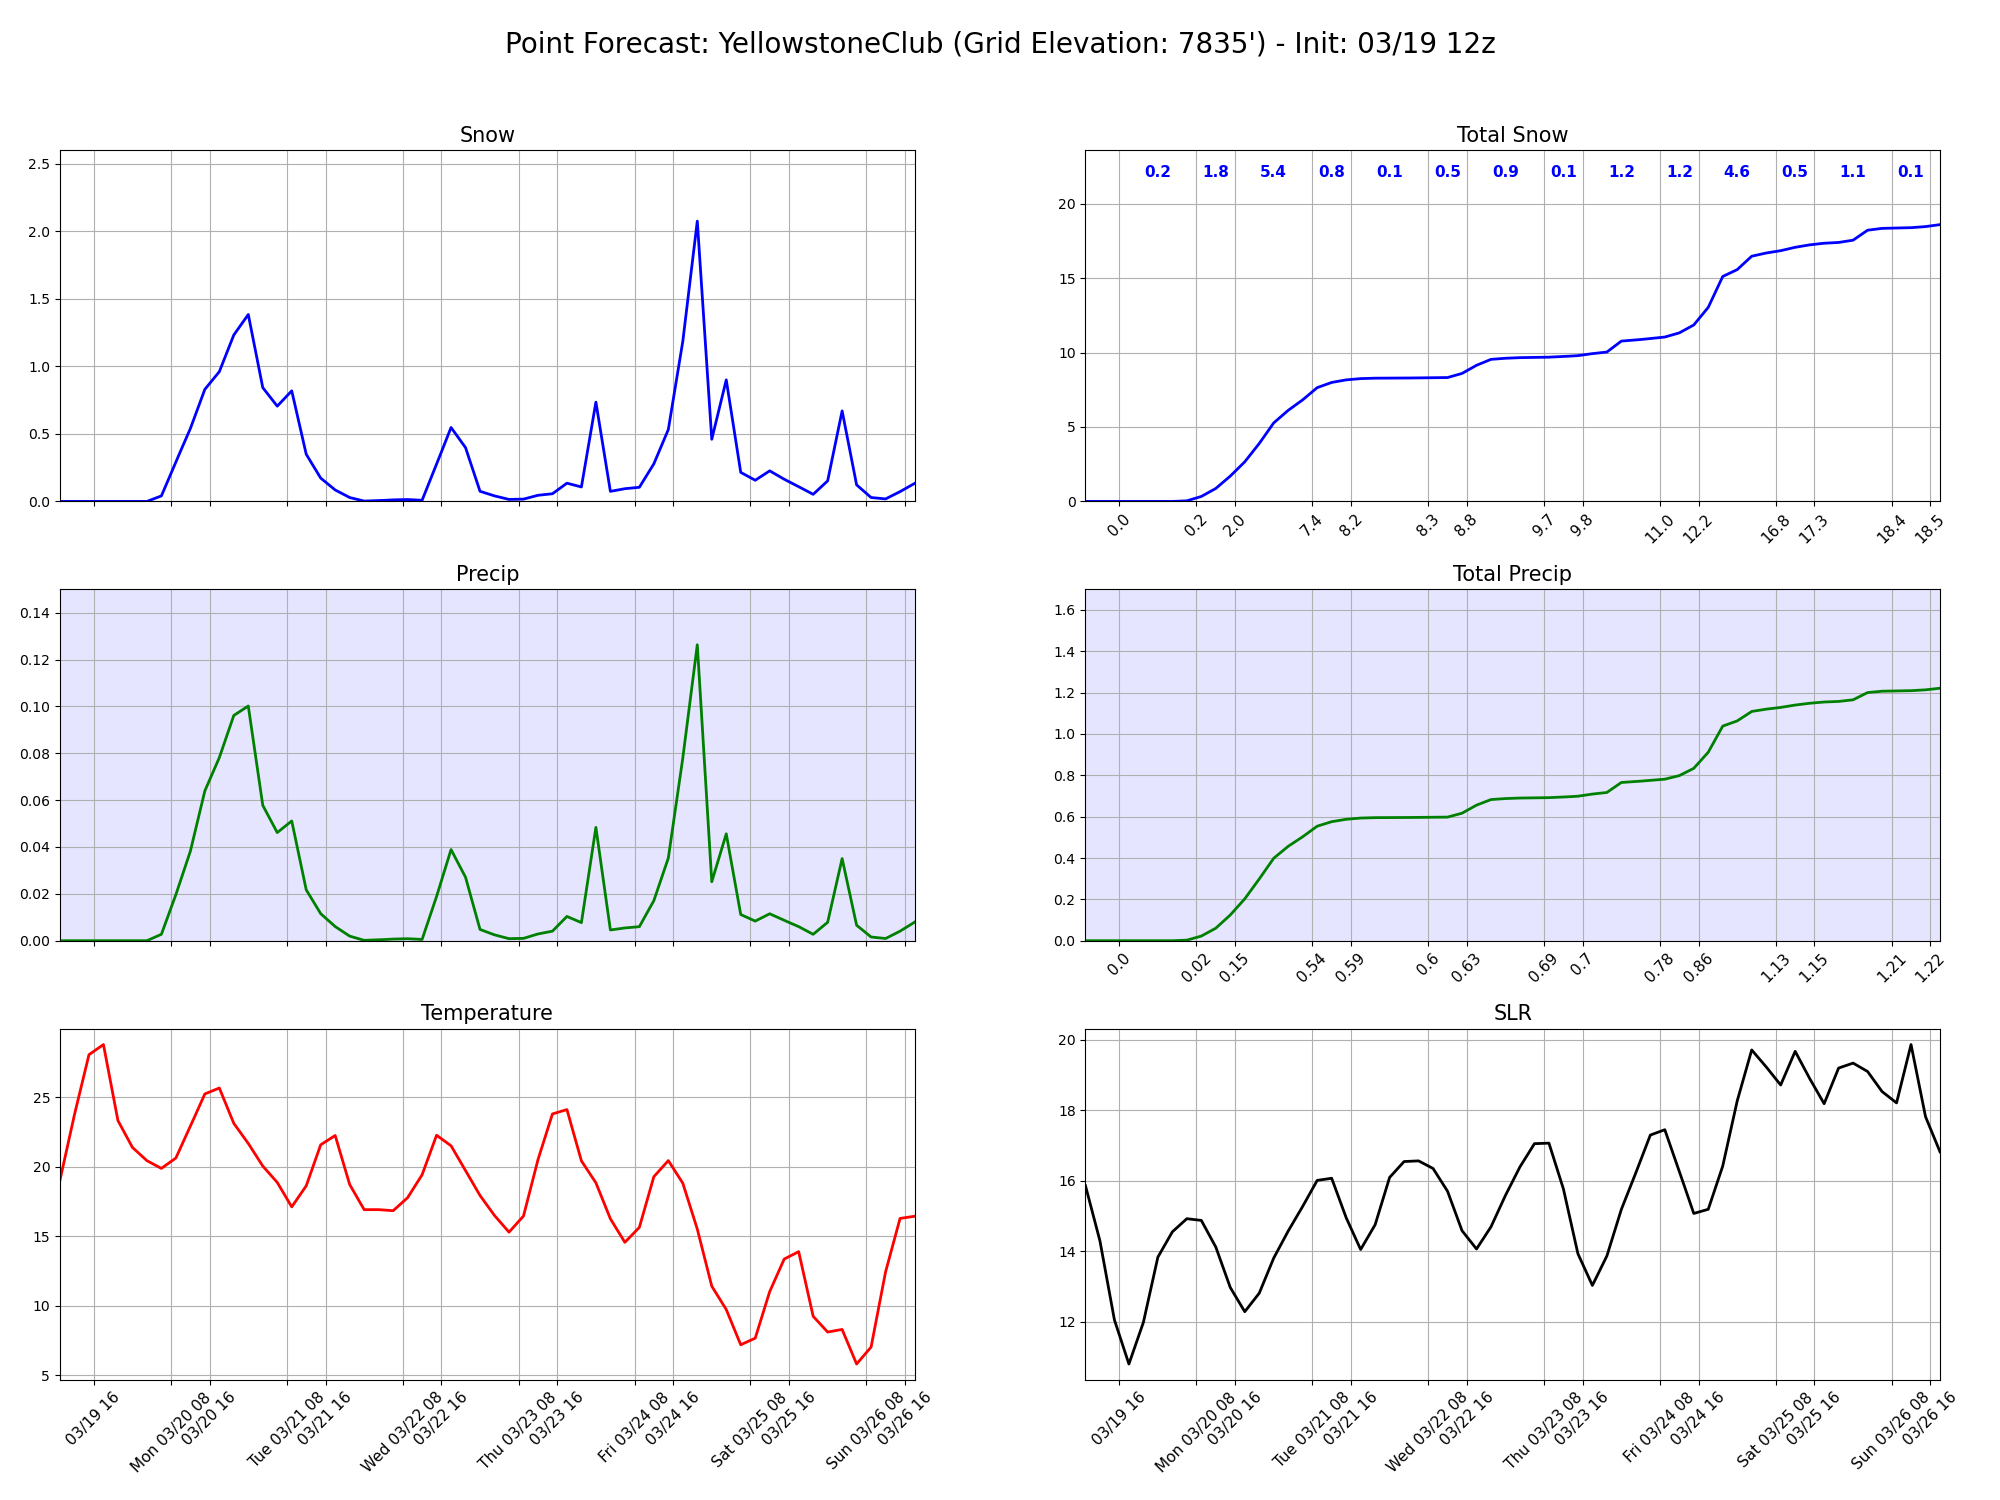 Point Forecast: YellowstoneClub (Grid Elevation: 7835') - Init: 03/19 12z
Snow
2.5
2.0
1.5
1.0
0.5
0.0
Total Snow
0.2 1.8 5.4 0.8 0.1 0.5 0.9 0.1 1.2 1.2 4.6 0.5 1.1 0.1
20
15
10
5
0
0.0 0.2 2.0 7.4 8.2 8.3 8.8 9.7 9.8 11.0 12.2 16.8 17.3 18.4 18.5
Precip
0.14
0.12
0.10
0.08
0.06
0.04
0.02
0.00
Total Precip
1.6
1.4
1.2
1.0
0.8
0.6
0.4
0.2
0.0
0.0 0.02 0.15 0.54 0.59 0.6 0.63 0.69 0.7 0.78 0.86 1.13 1.15 1.21 1.22
Temperature
25
20
15
10
5
03/19 16
Mon 03/20 08
03/20 16
Tue 03/21 08
03/21 16
Wed 03/22 08
03/22 16
Thu 03/23 08
03/23 16
Fri 03/24 08
03/24 16
Sat 03/25 08
03/25 16
Sun 03/26 08
03/26 16
SLR
20
18
16
14
12
03/19 16
Mon 03/20 08
03/20 16
Tue 03/21 08
03/21 16
Wed 03/22 08
03/22 16
Thu 03/23 08
03/23 16
Fri 03/24 08
03/24 16
Sat 03/25 08
03/25 16
Sun 03/26 08
03/26 16